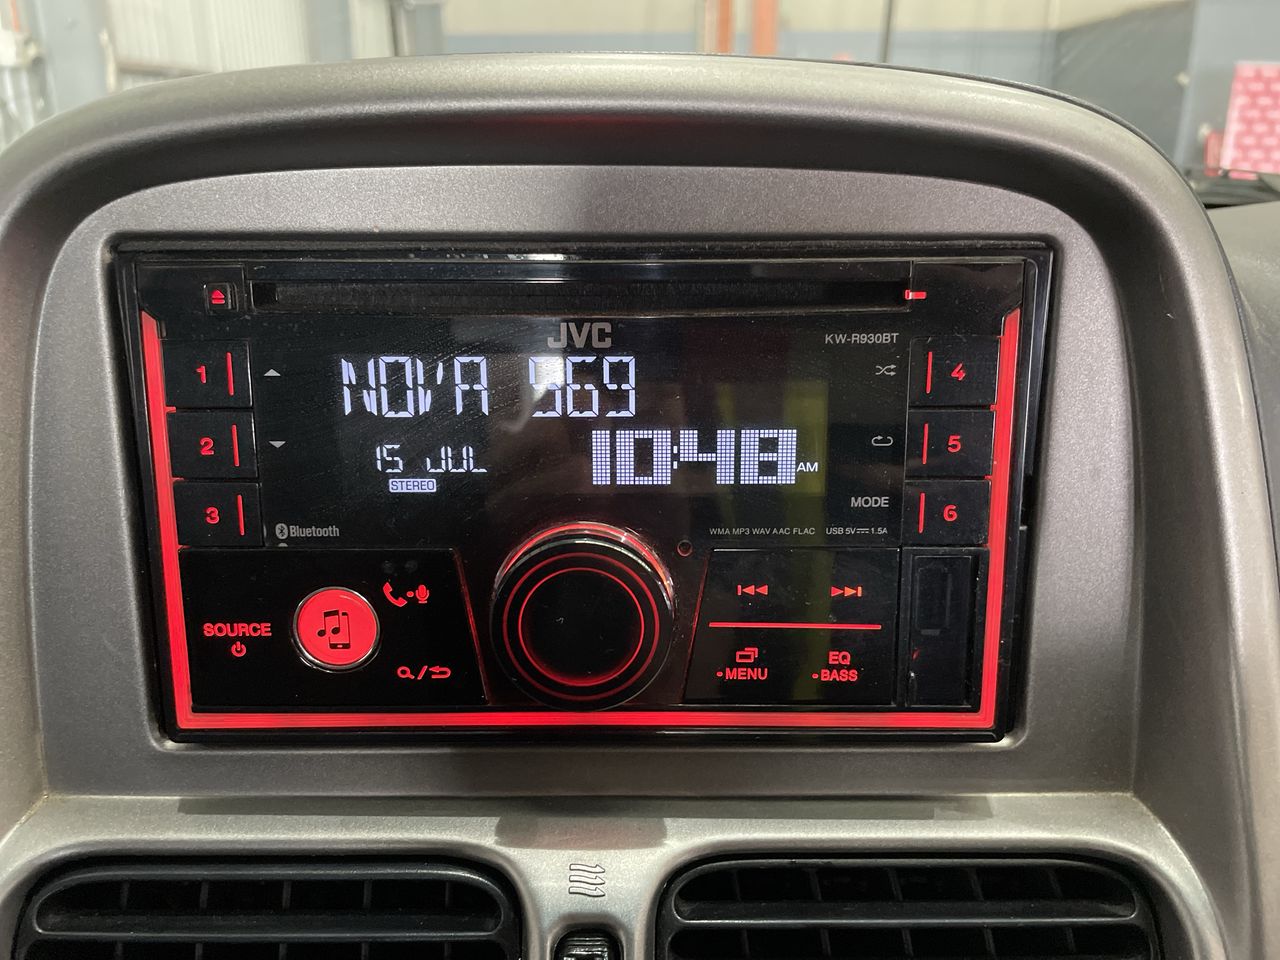 JVC
KW-R930BT
NOVA 969
1
4
15 JUL
10:48 AM
2
5
STEREO
MODE
3
6
Bluetooth
WMA MP3 WAV AAC FLAC
USB 5V 1.5A
SOURCE
MENU
EQ
BASS